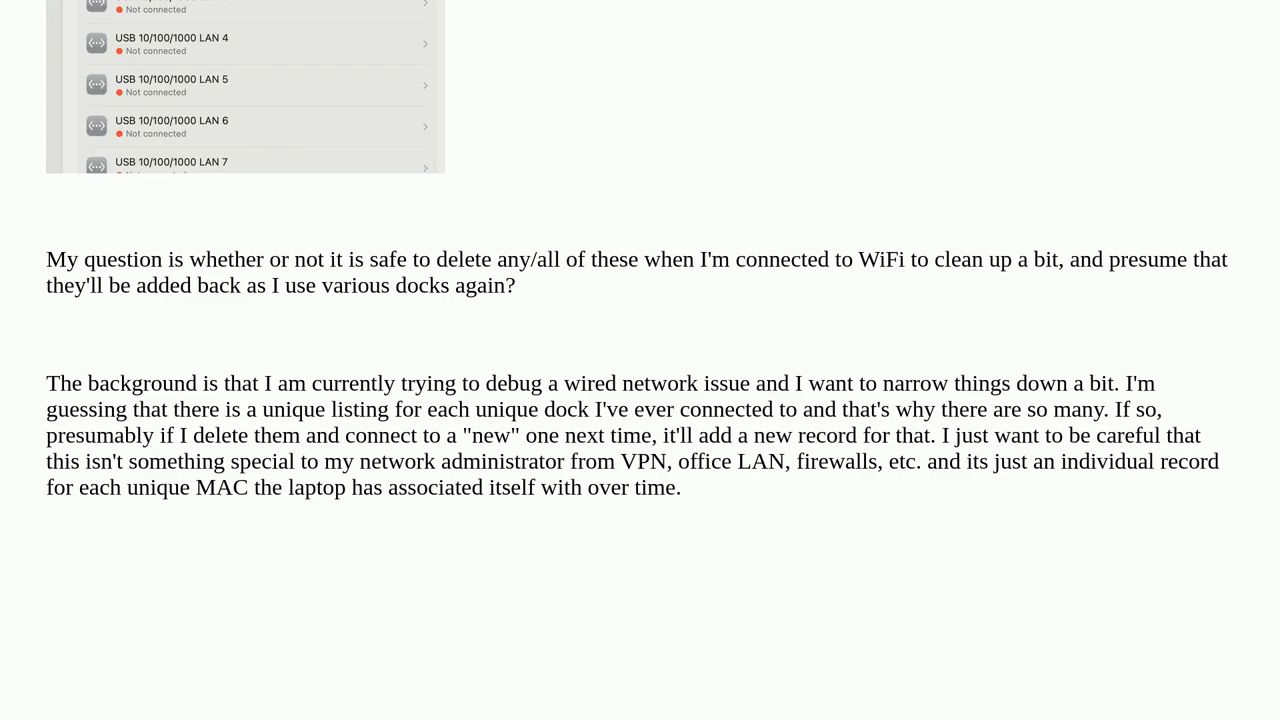 Not connected
USB 10/100/1000 LAN 4
Not connected
USB 10/100/1000 LAN 5
Not connected
USB 10/100/1000 LAN 6
Not connected
USB 10/100/1000 LAN 7
My question is whether or not it is safe to delete any/all of these when I'm connected to WiFi to clean up a bit, and presume that
they'll be added back as I use various docks again?
The background is that I am currently trying to debug a wired network issue and I want to narrow things down a bit. I'm
guessing that there is a unique listing for each unique dock I've ever connected to and that's why there are so many. If so,
presumably if I delete them and connect to a "new" one next time, it'll add a new record for that. I just want to be careful that
this isn't something special to my network administrator from VPN, office LAN, firewalls, etc. and its just an individual record
for each unique MAC the laptop has associated itself with over time.